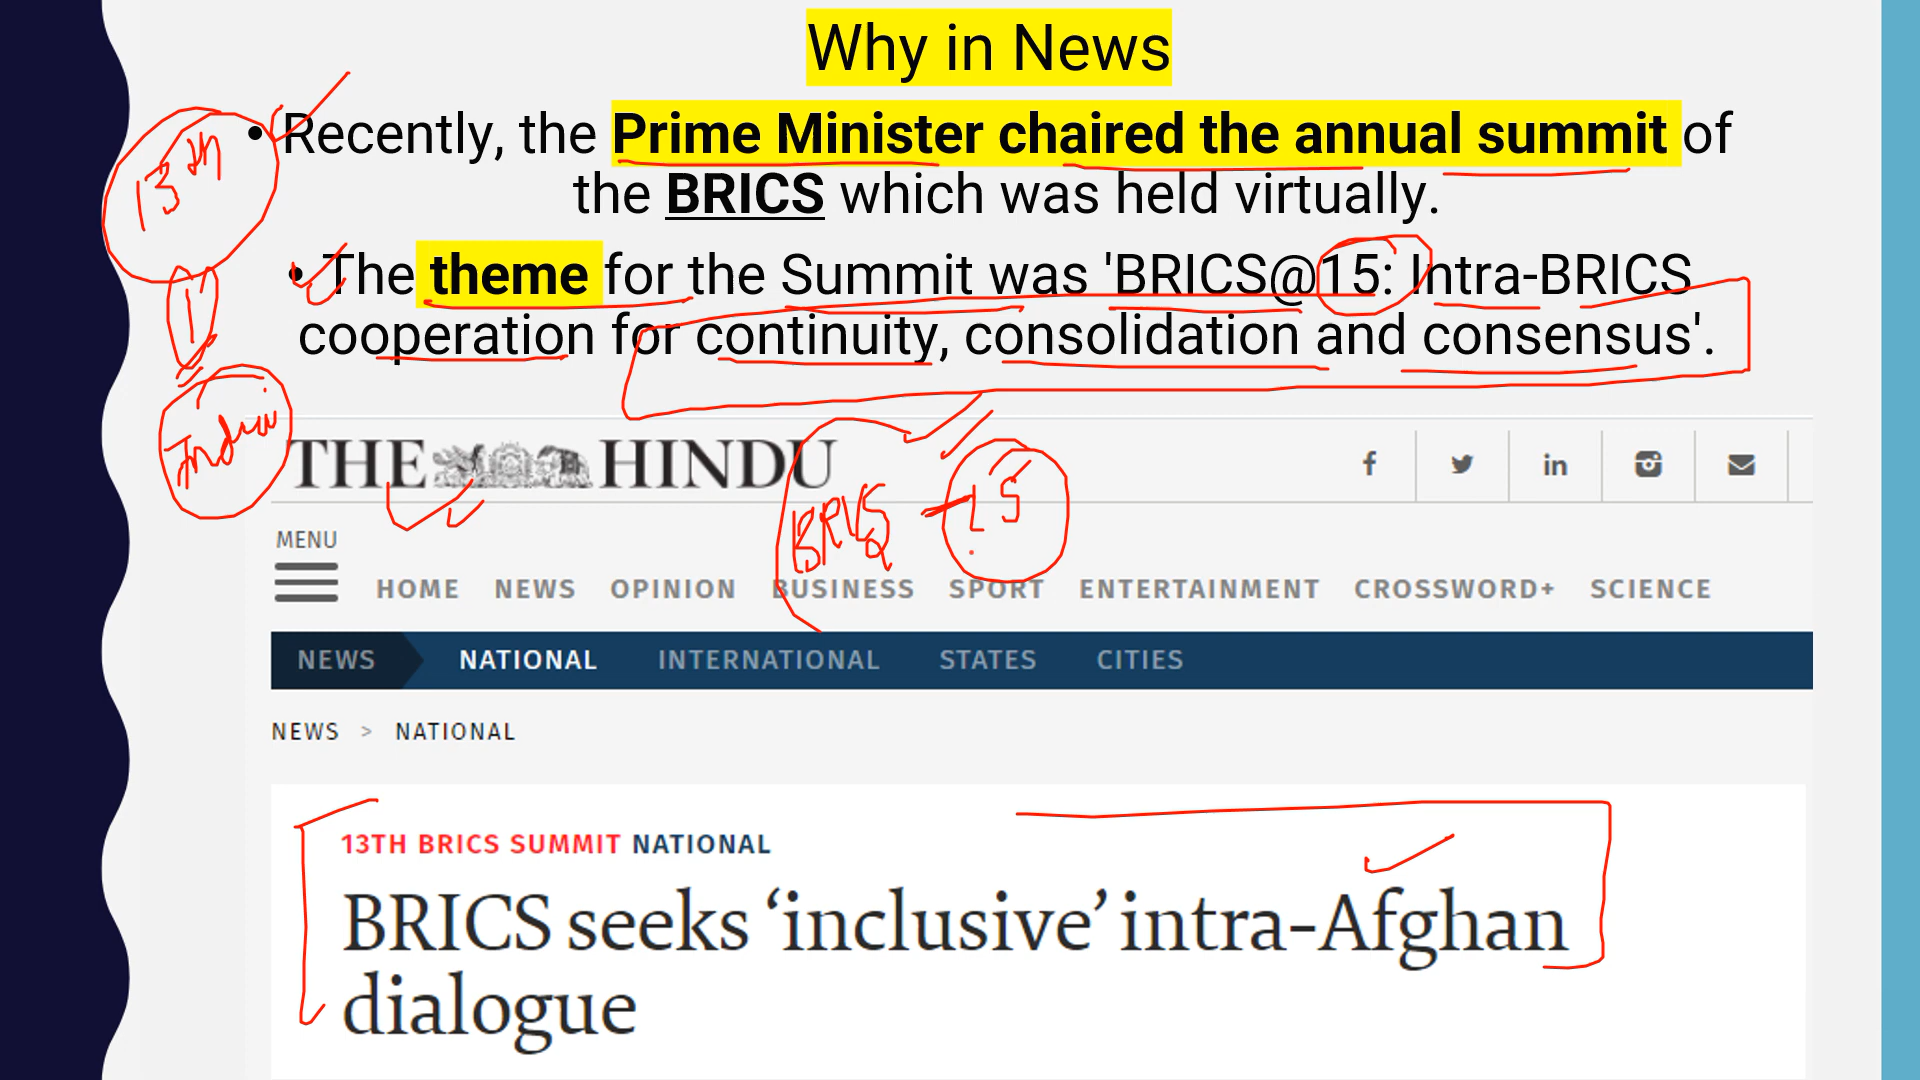 Why in News
• Recently, the Prime Minister chaired the annual summit of
the BRICS which was held virtually.
• The theme for the Summit was 'BRICS@15: Intra-BRICS
cooperation for continuity, consolidation and consensus'.
13th
India
THE HINDU
BRICS - 15
MENU
HOME NEWS OPINION BUSINESS SPORT ENTERTAINMENT CROSSWORD+ SCIENCE
NEWS NATIONAL INTERNATIONAL STATES CITIES
NEWS > NATIONAL
13TH BRICS SUMMIT NATIONAL
BRICS seeks ‘inclusive’ intra-Afghan
dialogue